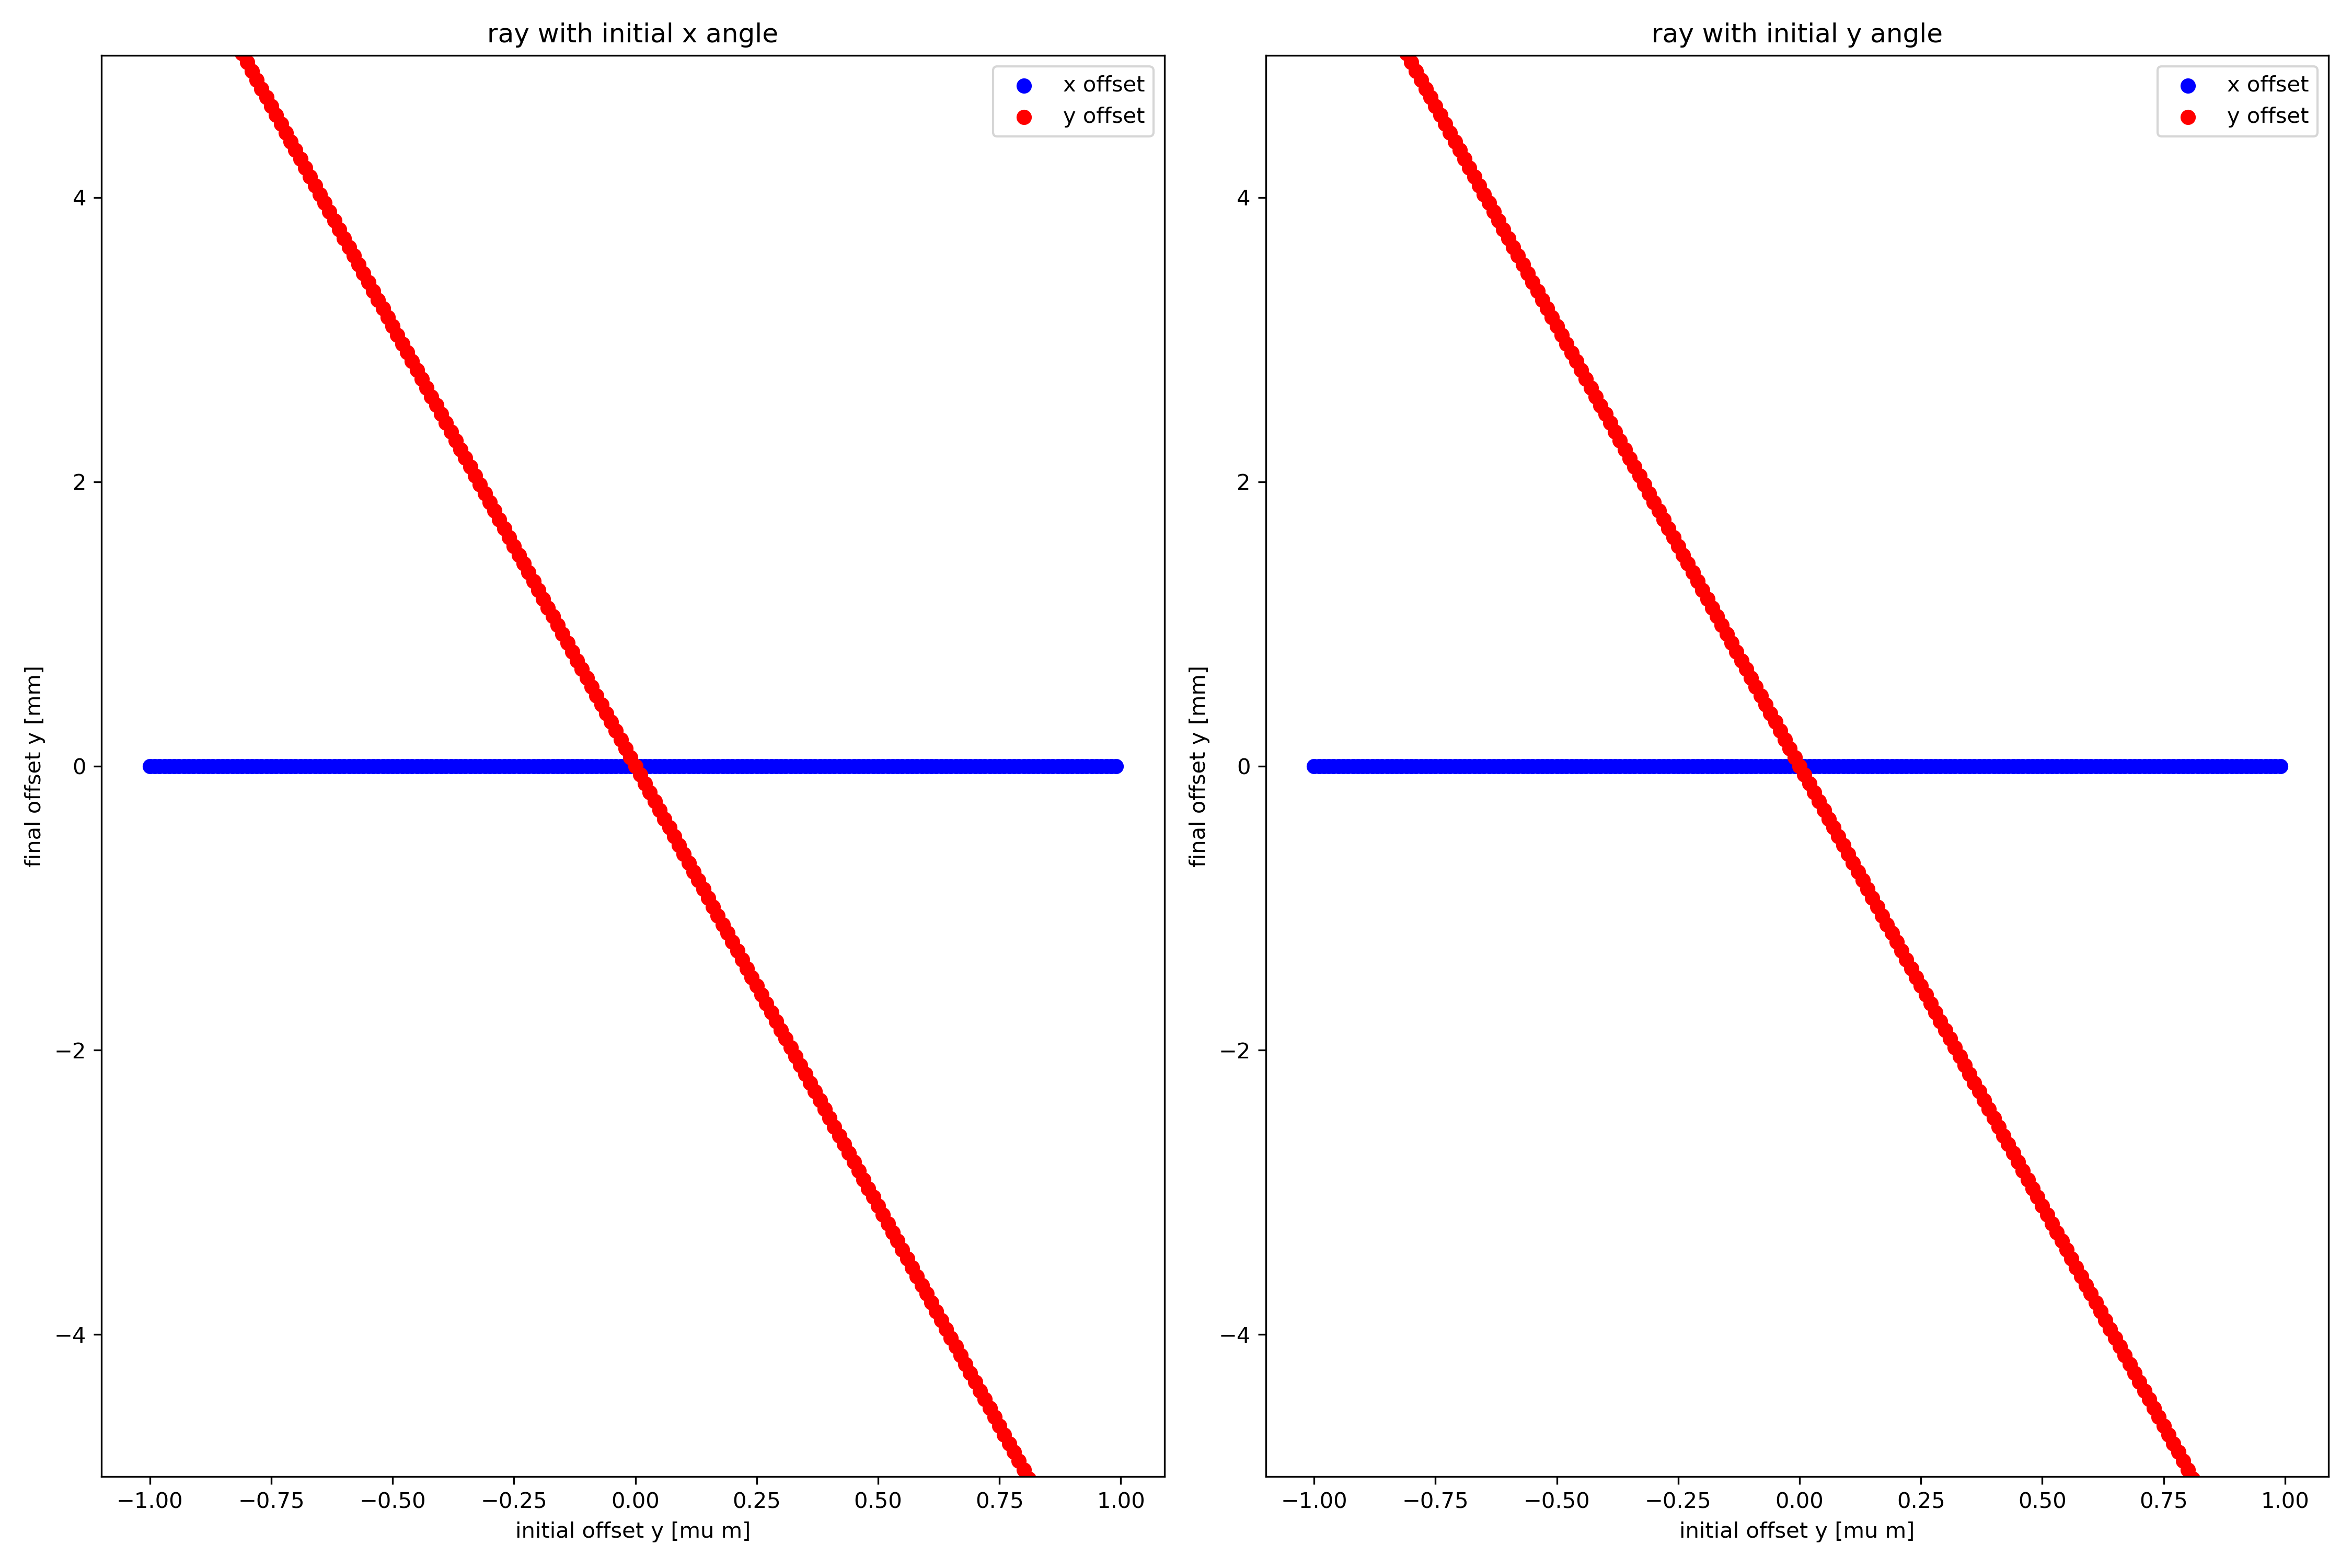 ray with initial x angle
x offset
y offset
4
2
0
−2
−4
final offset y [mm]
−1.00 −0.75 −0.50 −0.25 0.00 0.25 0.50 0.75 1.00
initial offset y [mu m]
ray with initial y angle
x offset
y offset
4
2
0
−2
−4
final offset y [mm]
−1.00 −0.75 −0.50 −0.25 0.00 0.25 0.50 0.75 1.00
initial offset y [mu m]